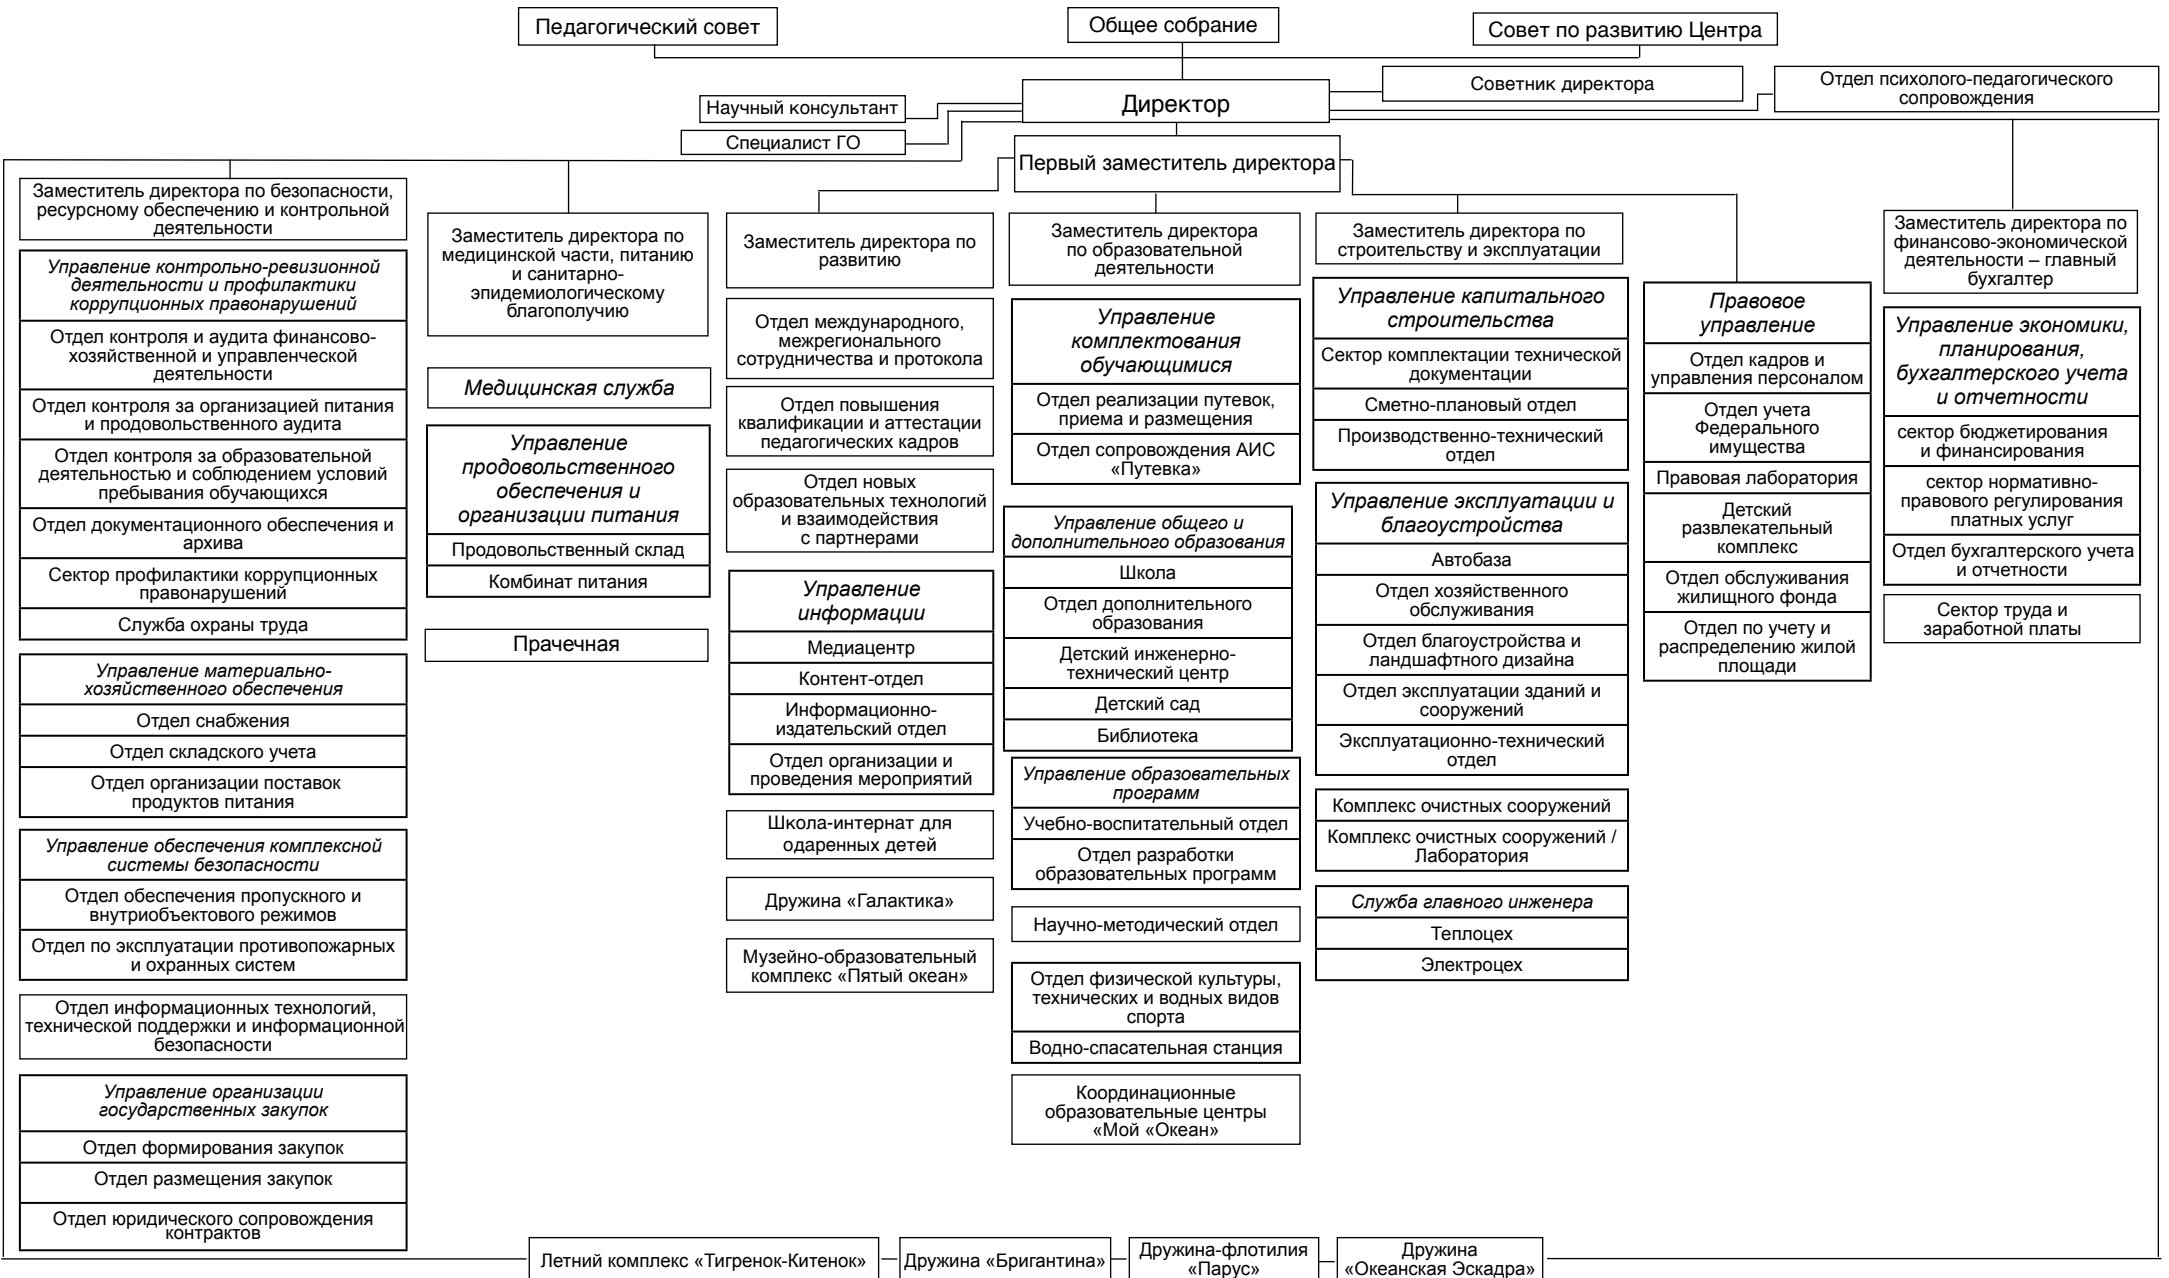 Педагогический совет
Общее собрание
Совет по развитию Центра
Советник директора
Отдел психолого-педагогического
сопровождения
Научный консультант
Директор
Специалист ГО
Первый заместитель директора
Заместитель директора по безопасности,
ресурсному обеспечению и контрольной
деятельности
Управление контрольно-ревизионной
деятельности и профилактики
коррупционных правонарушений
Отдел контроля и аудита финансово-
хозяйственной и управленческой
деятельности
Отдел контроля за организацией питания
и продовольственного аудита
Отдел контроля за образовательной
деятельностью и соблюдением условий
пребывания обучающихся
Отдел документационного обеспечения и
архива
Сектор профилактики коррупционных
правонарушений
Служба охраны труда
Управление материально-
хозяйственного обеспечения
Отдел снабжения
Отдел складского учета
Отдел организации поставок
продуктов питания
Управление обеспечения комплексной
системы безопасности
Отдел обеспечения пропускного и
внутриобъектового режимов
Отдел по эксплуатации противопожарных
и охранных систем
Отдел информационных технологий,
технической поддержки и информационной
безопасности
Управление организации
государственных закупок
Отдел формирования закупок
Отдел размещения закупок
Отдел юридического сопровождения
контрактов
Заместитель директора по
медицинской части, питанию
и санитарно-
эпидемиологическому
благополучию
Медицинская служба
Управление
продовольственного
обеспечения и
организации питания
Продовольственный склад
Комбинат питания
Прачечная
Заместитель директора по
развитию
Отдел международного,
межрегионального
сотрудничества и протокола
Отдел повышения
квалификации и аттестации
педагогических кадров
Отдел новых
образовательных технологий
и взаимодействия
с партнерами
Управление
информации
Медиацентр
Контент-отдел
Информационно-
издательский отдел
Отдел организации и
проведения мероприятий
Школа-интернат для
одаренных детей
Дружина «Галактика»
Музейно-образовательный
комплекс «Пятый океан»
Заместитель директора
по образовательной
деятельности
Управление
комплектования
обучающимися
Отдел реализации путевок,
приема и размещения
Отдел сопровождения АИС
«Путевка»
Управление общего и
дополнительного образования
Школа
Отдел дополнительного
образования
Детский инженерно-
технический центр
Детский сад
Библиотека
Управление образовательных
программ
Учебно-воспитательный отдел
Отдел разработки
образовательных программ
Научно-методический отдел
Отдел физической культуры,
технических и водных видов
спорта
Водно-спасательная станция
Координационные
образовательные центры
«Мой «Океан»
Заместитель директора по
строительству и эксплуатации
Управление капитального
строительства
Сектор комплектации технической
документации
Сметно-плановый отдел
Производственно-технический
отдел
Управление эксплуатации и
благоустройства
Автобаза
Отдел хозяйственного
обслуживания
Отдел благоустройства и
ландшафтного дизайна
Отдел эксплуатации зданий и
сооружений
Эксплуатационно-технический
отдел
Комплекс очистных сооружений
Комплекс очистных сооружений /
Лаборатория
Служба главного инженера
Теплоцех
Электроцех
Правовое
управление
Отдел кадров и
управления персоналом
Отдел учета
Федерального
имущества
Правовая лаборатория
Детский
развлекательный
комплекс
Отдел обслуживания
жилищного фонда
Отдел по учету и
распределению жилой
площади
Заместитель директора по
финансово-экономической
деятельности – главный
бухгалтер
Управление экономики,
планирования,
бухгалтерского учета
и отчетности
сектор бюджетирования
и финансирования
сектор нормативно-
правового регулирования
платных услуг
Отдел бухгалтерского учета
и отчетности
Сектор труда и
заработной платы
Летний комплекс «Тигренок-Китенок»
Дружина «Бригантина»
Дружина-флотилия
«Парус»
Дружина
«Океанская Эскадра»